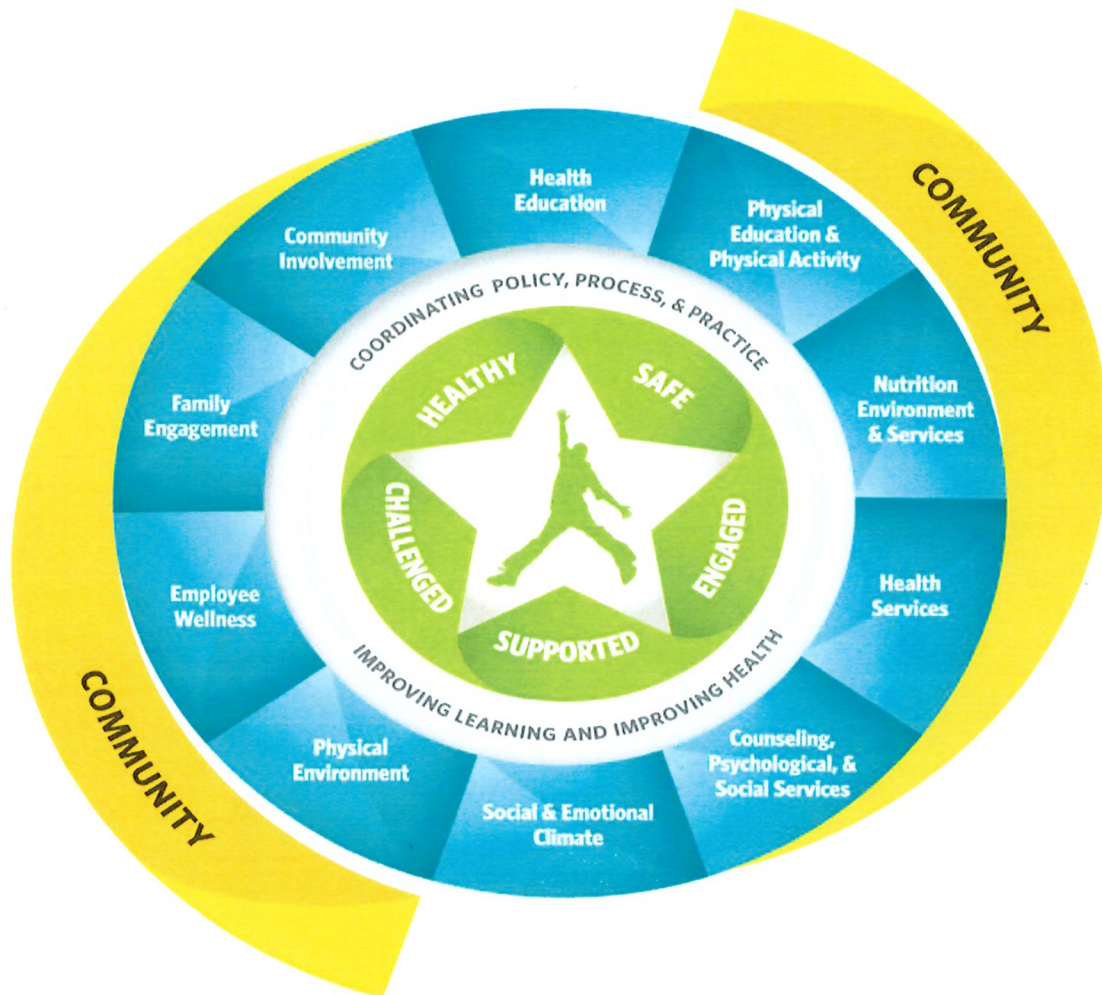 COMMUNITY
Health
Education
Physical
Education &
Physical Activity
Nutrition
Environment
& Services
Health
Services
Counseling,
Psychological, &
Social Services
Social & Emotional
Climate
Physical
Environment
Employee
Wellness
Family
Engagement
Community
Involvement
COORDINATING POLICY, PROCESS, & PRACTICE
IMPROVING LEARNING AND IMPROVING HEALTH
HEALTHY
SAFE
ENGAGED
SUPPORTED
CHALLENGED
COMMUNITY